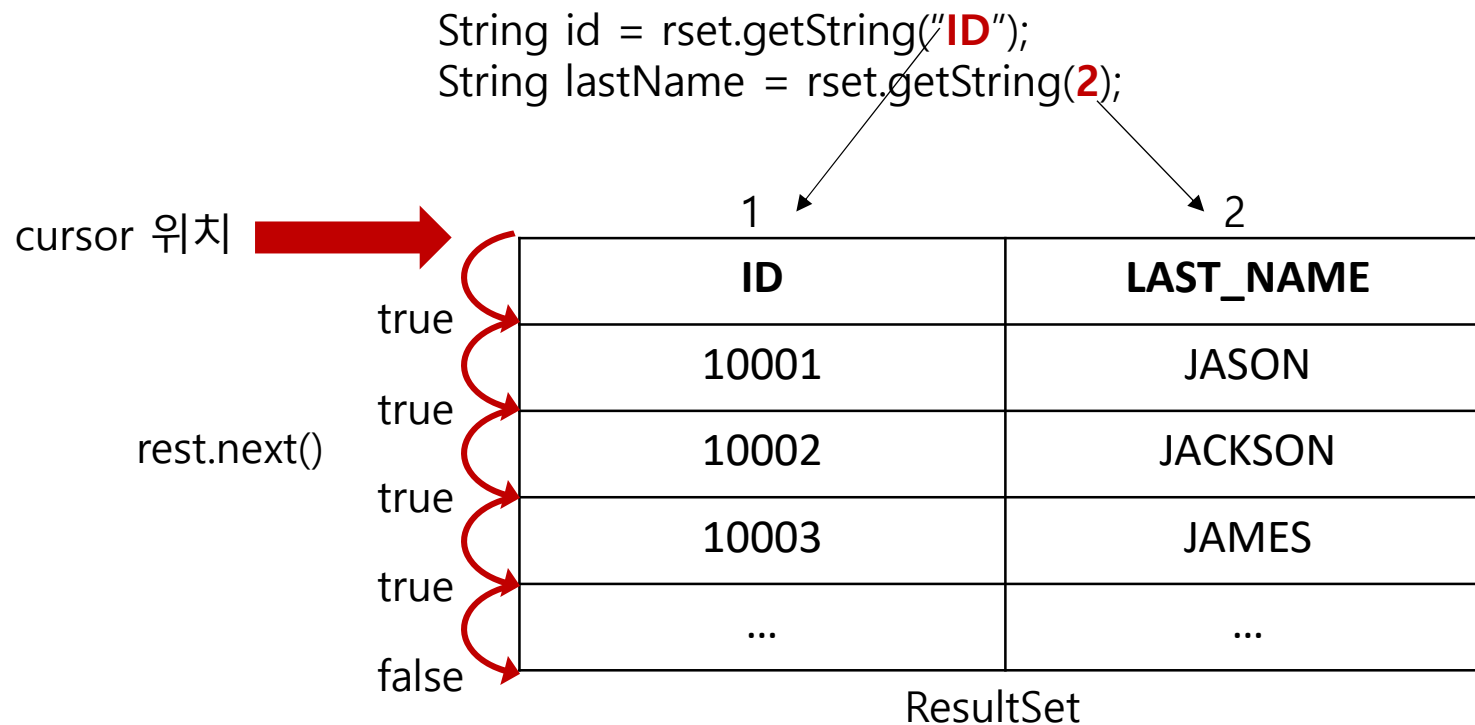 String id = rset.getString("ID");
String lastName = rset.getString(2);
1 2
cursor 위치
ID LAST_NAME
true
10001 JASON
true
rest.next()
10002 JACKSON
true
10003 JAMES
true
... ...
false
ResultSet